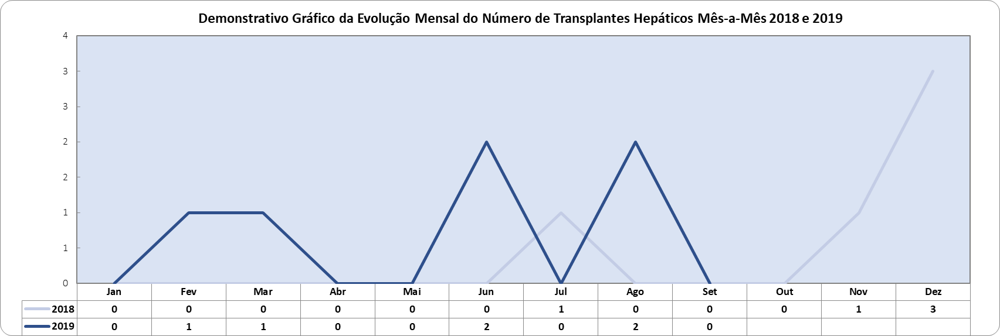 Demonstrativo Gráfico da Evolução Mensal do Número de Transplantes Hepáticos Mês-a-Mês 2018 e 2019
4
3
3
2
2
1
1
0
Jan Fev Mar Abr Mai Jun Jul Ago Set Out Nov Dez
2018 0 0 0 0 0 0 1 0 0 0 1 3
2019 0 1 1 0 0 2 0 2 0